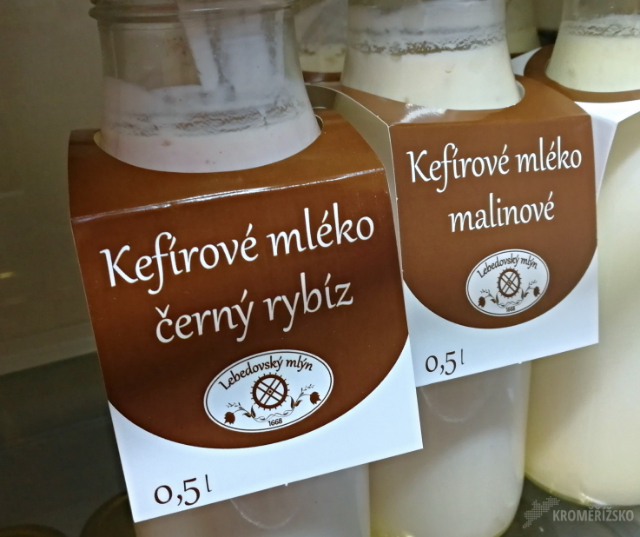 Kefírové mléko
černý rybíz
Lebedovský mlýn
1668
0,5 l
Kefírové mléko
malinové
Lebedovský mlýn
1668
0,5 l
KROMĚŘÍŽSKO